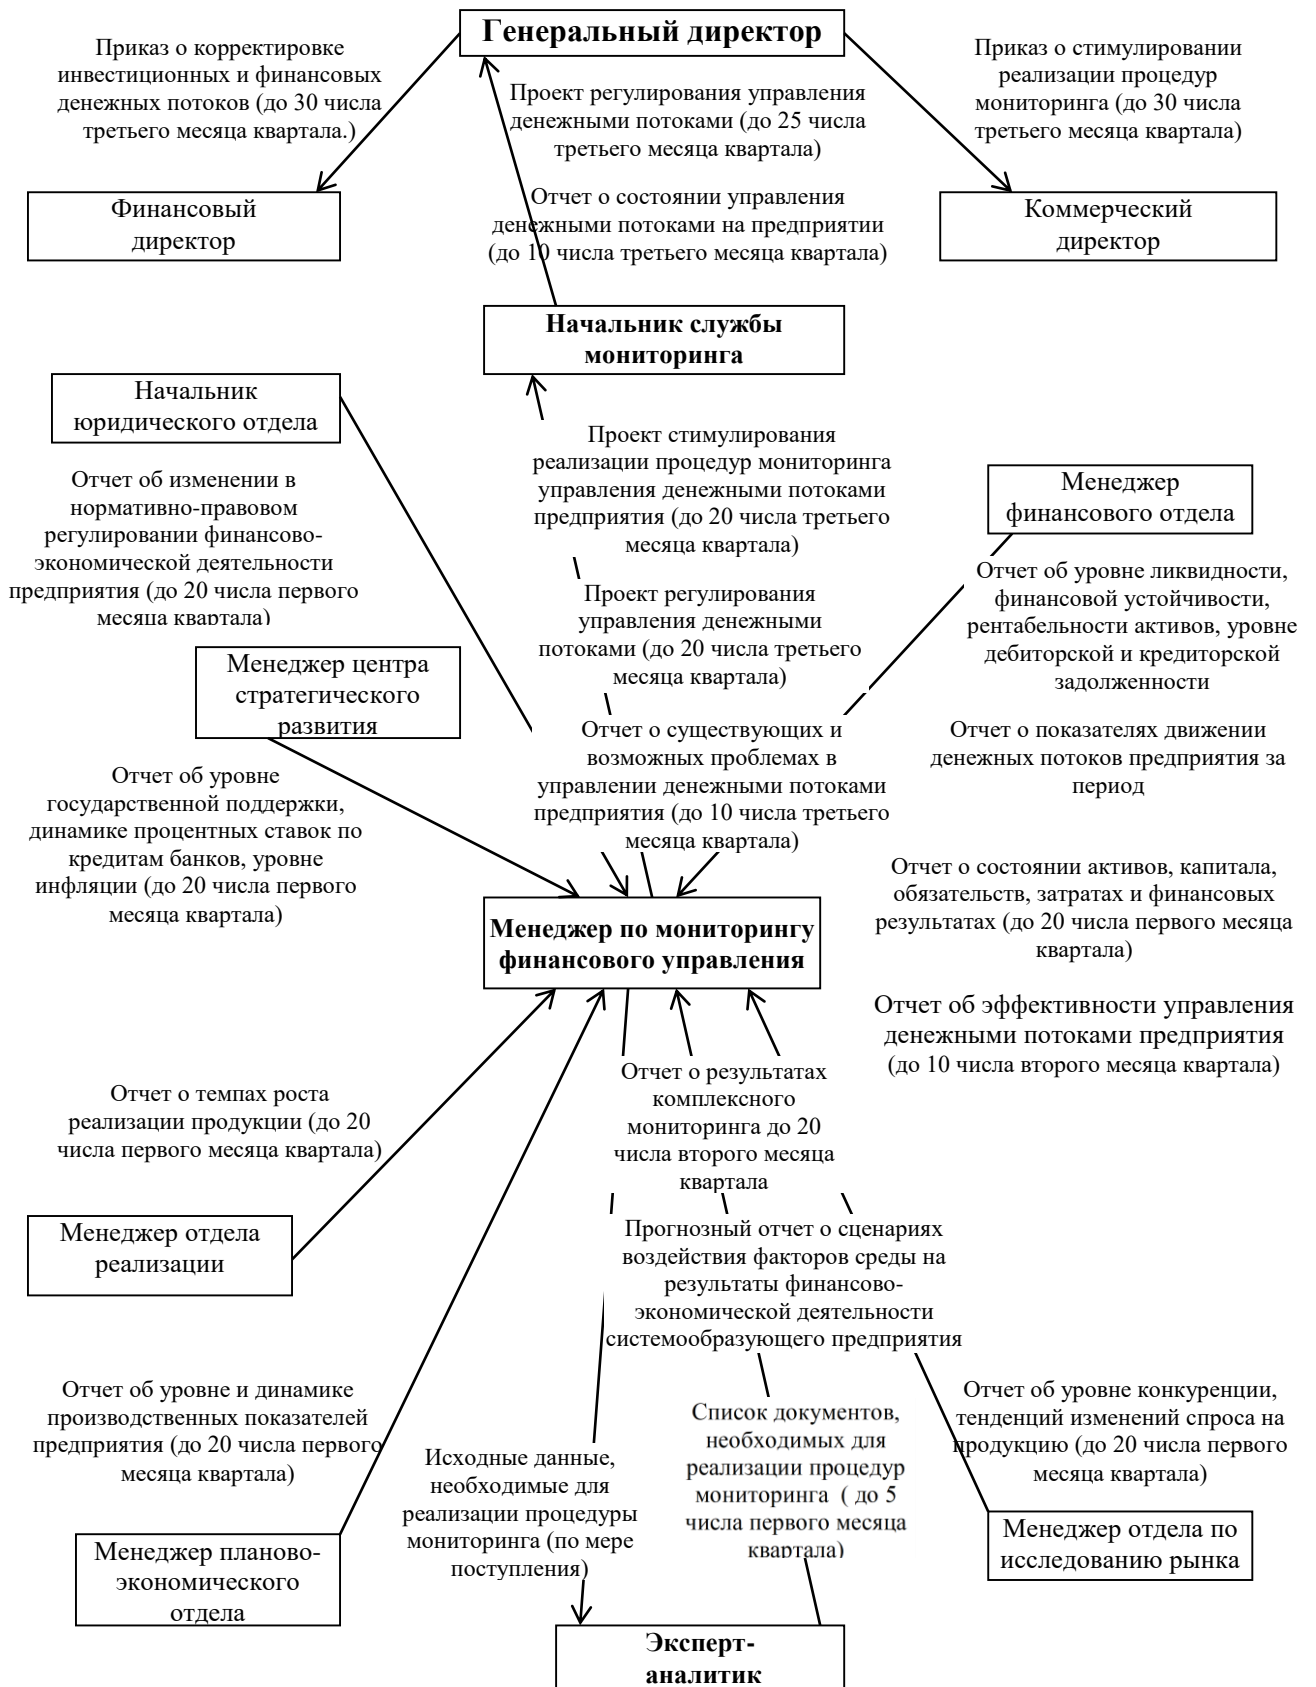 Генеральный директор
Приказ о корректировке
инвестиционных и финансовых
денежных потоков (до 30 числа
третьего месяца квартала.)
Проект регулирования управления
денежными потоками (до 25 числа
третьего месяца квартала)
Приказ о стимулировании
реализации процедур
мониторинга (до 30 числа
третьего месяца квартала)
Финансовый
директор
Отчет о состоянии управления
денежными потоками на предприятии
(до 10 числа третьего месяца квартала)
Коммерческий
директор
Начальник службы
мониторинга
Начальник
юридического отдела
Проект стимулирования
реализации процедур мониторинга
управления денежными потоками
предприятия (до 20 числа третьего
месяца квартала)
Менеджер
финансового отдела
Отчет об изменении в
нормативно-правовом
регулировании финансово-
экономической деятельности
предприятия (до 20 числа первого
месяца квартала)
Проект регулирования
управления денежными
потоками (до 20 числа третьего
месяца квартала)
Отчет об уровне ликвидности,
финансовой устойчивости,
рентабельности активов, уровне
дебиторской и кредиторской
задолженности
Менеджер центра
стратегического
развития
Отчет о существующих и
возможных проблемах в
управлении денежными потоками
предприятия (до 10 числа третьего
месяца квартала)
Отчет о показателях движении
денежных потоков предприятия за
период
Отчет об уровне
государственной поддержки,
динамике процентных ставок по
кредитам банков, уровне
инфляции (до 20 числа первого
месяца квартала)
Отчет о состоянии активов, капитала,
обязательств, затратах и финансовых
результатах (до 20 числа первого месяца
квартала)
Менеджер по мониторингу
финансового управления
Отчет об эффективности управления
денежными потоками предприятия
(до 10 числа второго месяца квартала)
Отчет о темпах роста
реализации продукции (до 20
числа первого месяца квартала)
Отчет о результатах
комплексного
мониторинга до 20
числа второго месяца
квартала
Менеджер отдела
реализации
Прогнозный отчет о сценариях
воздействия факторов среды на
результаты финансово-
экономической деятельности
системообразующего предприятия
Отчет об уровне и динамике
производственных показателей
предприятия (до 20 числа первого
месяца квартала)
Исходные данные,
необходимые для
реализации процедуры
мониторинга (по мере
поступления)
Список документов,
необходимых для
реализации процедур
мониторинга ( до 5
числа первого месяца
квартала)
Отчет об уровне конкуренции,
тенденций изменений спроса на
продукцию (до 20 числа первого
месяца квартала)
Менеджер планово-
экономического
отдела
Менеджер отдела по
исследованию рынка
Эксперт-
аналитик